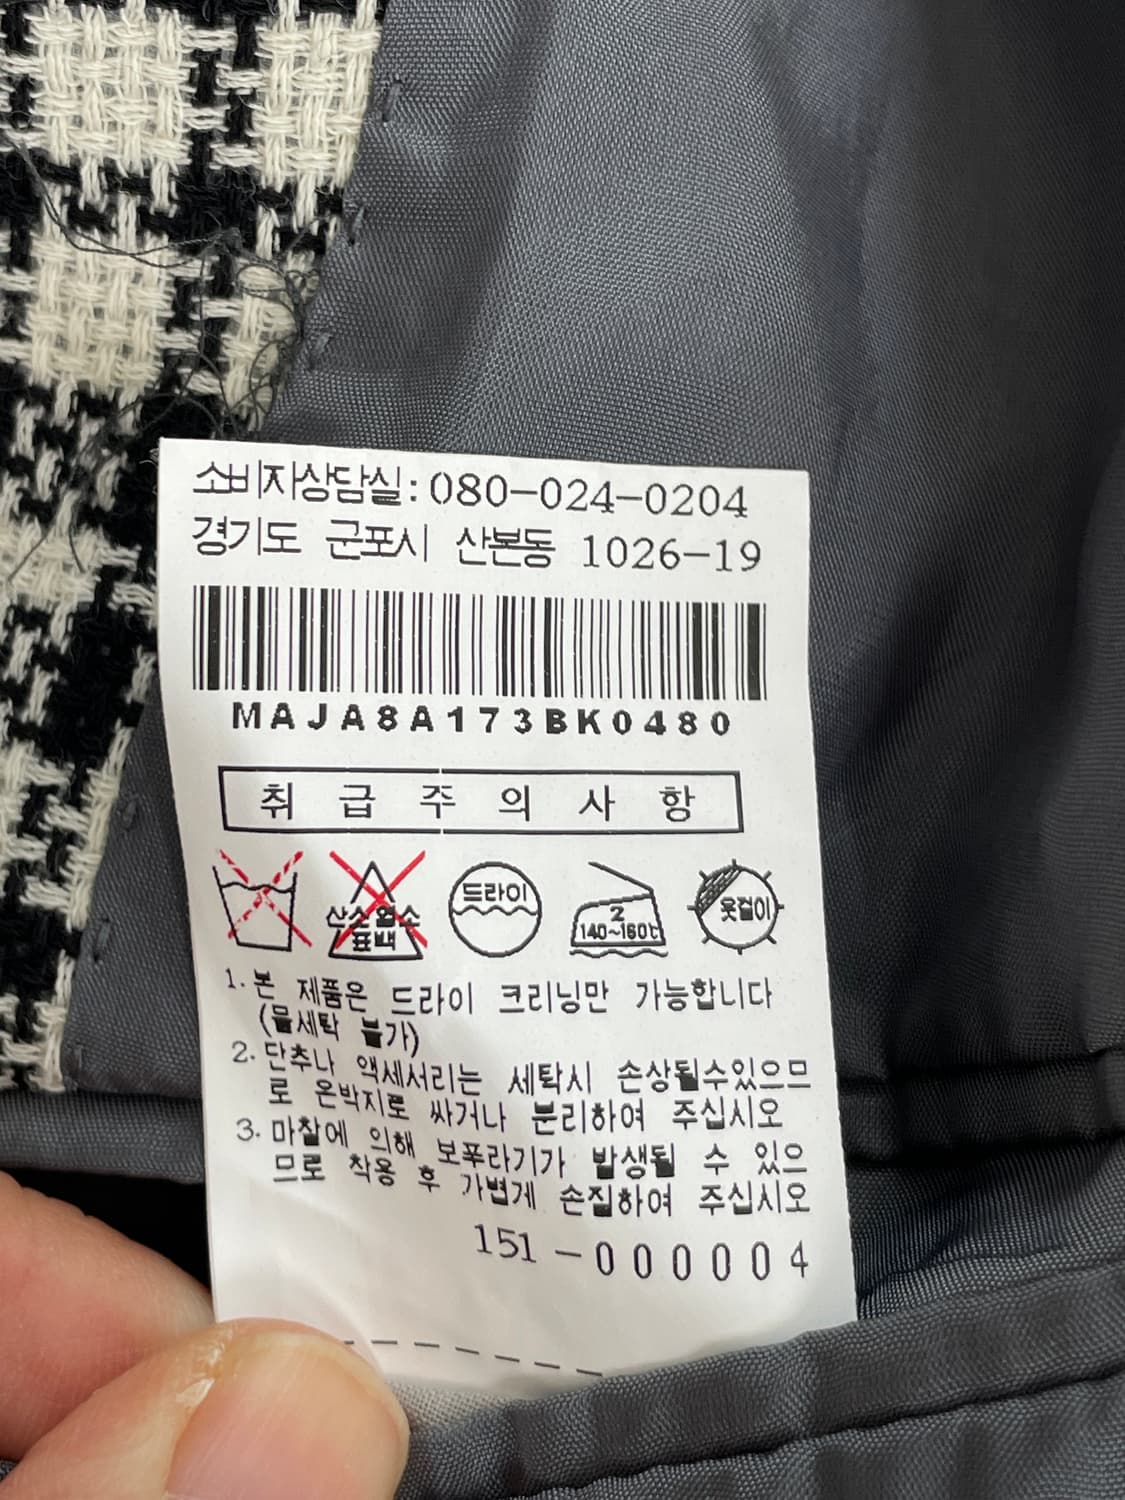 소비자상담실: 080-024-0204
경기도 군포시 산본동 1026-19
MAJA8A173BK0480
취급주의사항
산소 염소
표백
드라이
2
140~160℃
옷걸이
1. 본 제품은 드라이 크리닝만 가능합니다
(물세탁 불가)
2. 단추나 액세서리는 세탁시 손상될수있으므
로 은박지로 싸거나 분리하여 주십시오
3. 마찰에 의해 보푸라기가 발생될 수 있으
므로 착용 후 가볍게 손질하여 주십시오
151-0000004